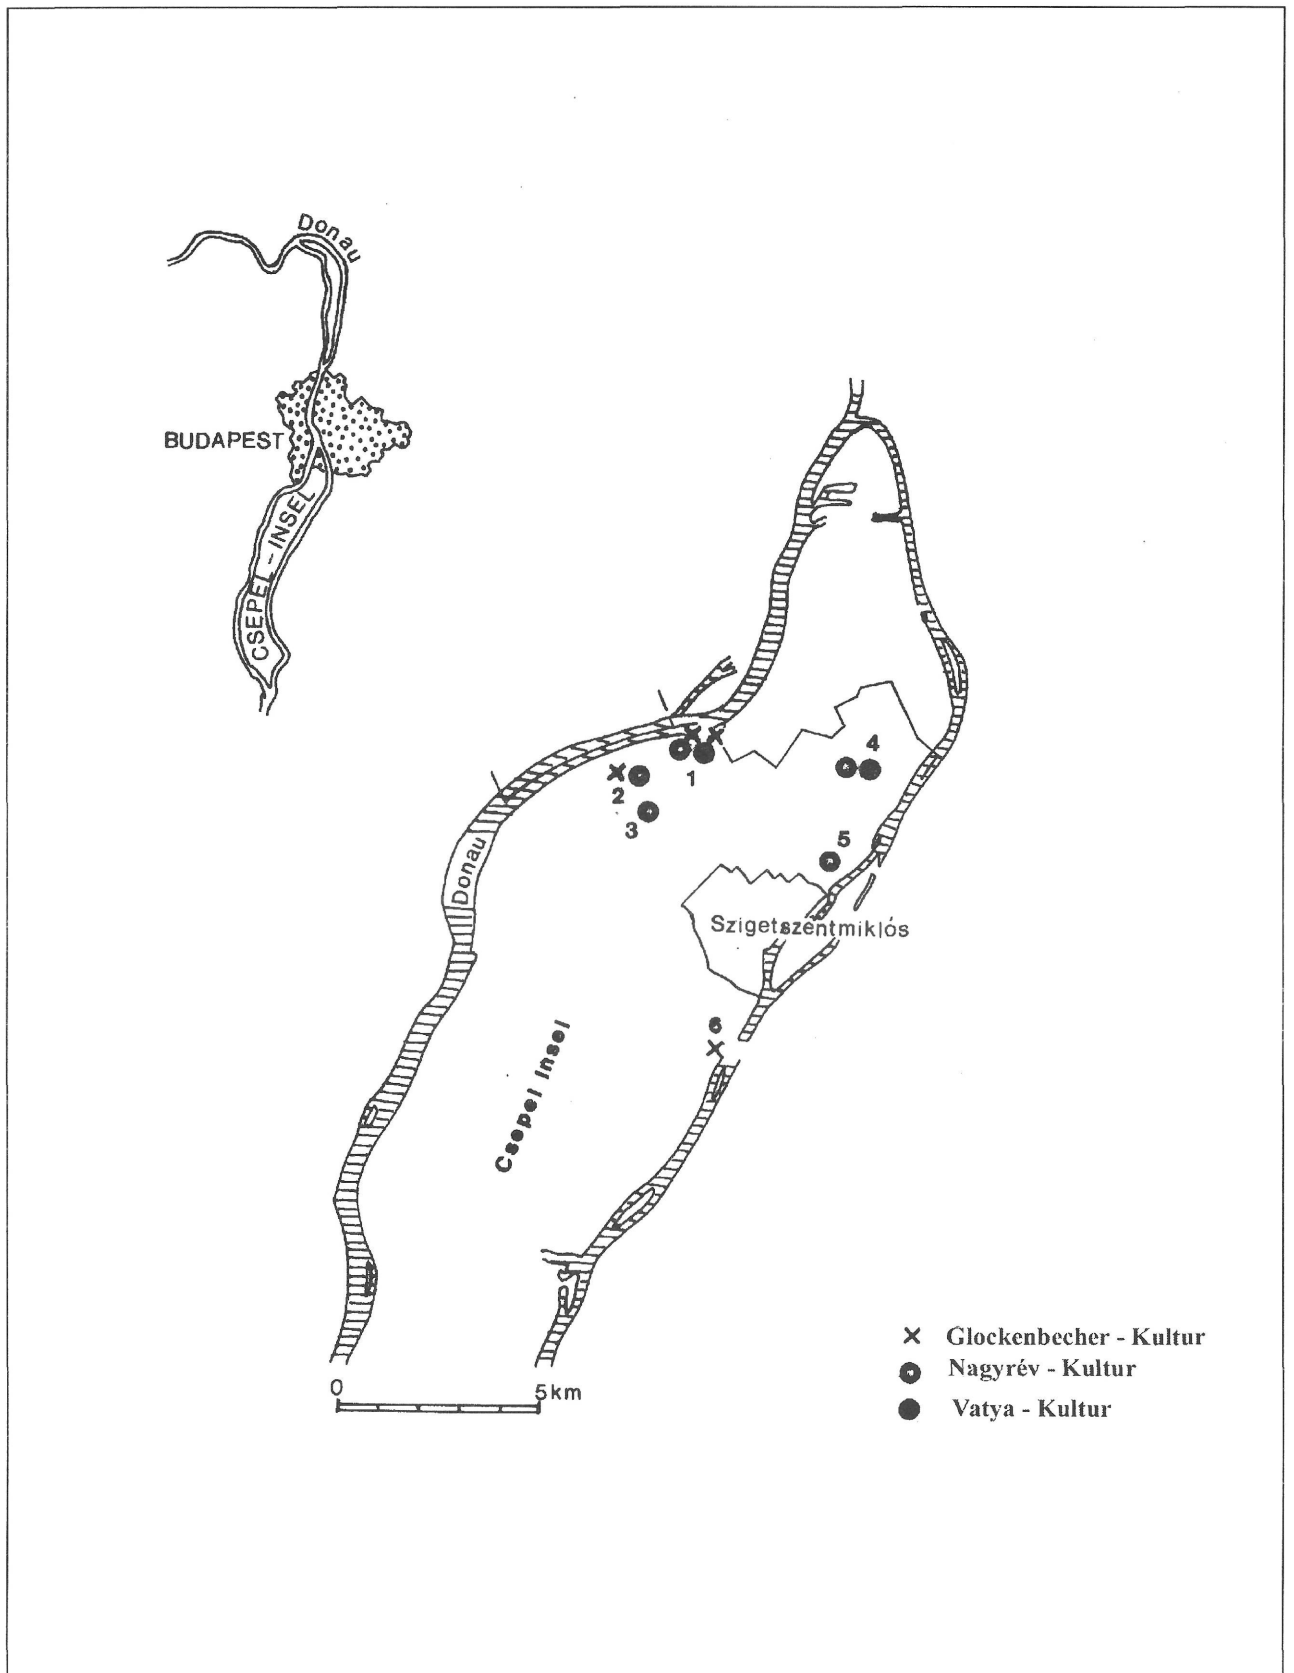 Donau
BUDAPEST
CSEPEL-INSEL
1
2
3
4
5
Donau
Szigetszentmiklós
6
Csepel Insel
0
5km
Glockenbecher - Kultur
Nagyrév - Kultur
Vatya - Kultur